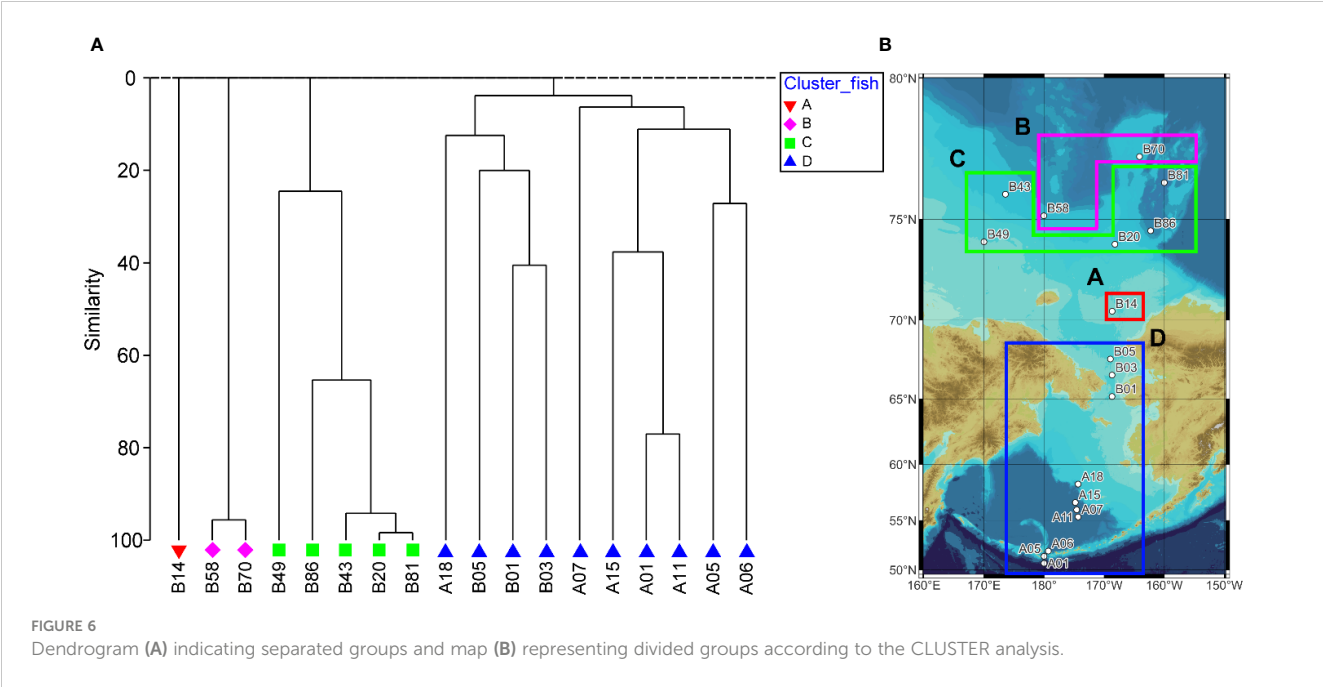 A
B
0
20
40
60
80
100
Similarity
B14
B58
B70
B49
B86
B43
B20
B81
A18
B05
B01
B03
A07
A15
A01
A11
A05
A06
Cluster_fish
A
B
C
D
80°N
75°N
70°N
65°N
60°N
55°N
50°N
B
C
B70
B81
B43
B58
B86
B49
B20
A
B14
D
B05
B03
B01
A18
A15
A07
A11
A06
A05
A01
160°E
170°E
180°
170°W
160°W
150°W
FIGURE 6
Dendrogram (A) indicating separated groups and map (B) representing divided groups according to the CLUSTER analysis.